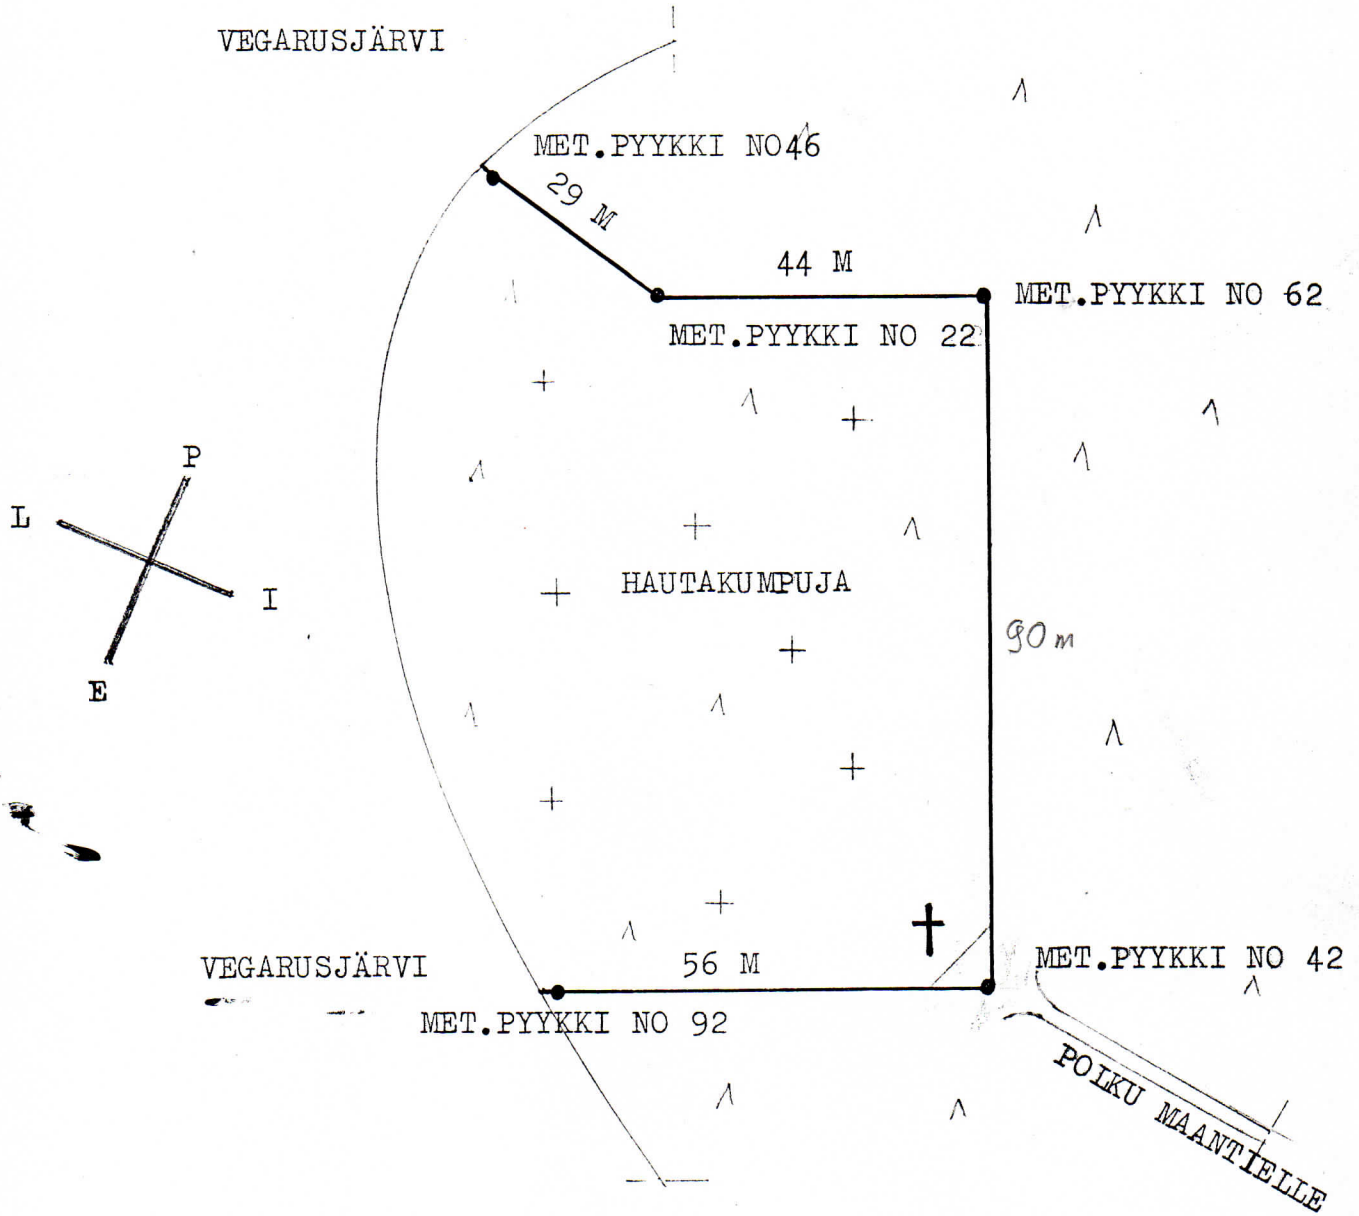 VEGARUSJÄRVI
MET.PYYKKI NO46
29 M
44 M
MET.PYYKKI NO 62
MET.PYYKKI NO 22
P
L
I
E
HAUTAKUMPUJA
90m
VEGARUSJÄRVI
56 M
MET.PYYKKI NO 42
MET.PYYKKI NO 92
POLKU MAANTIELLE